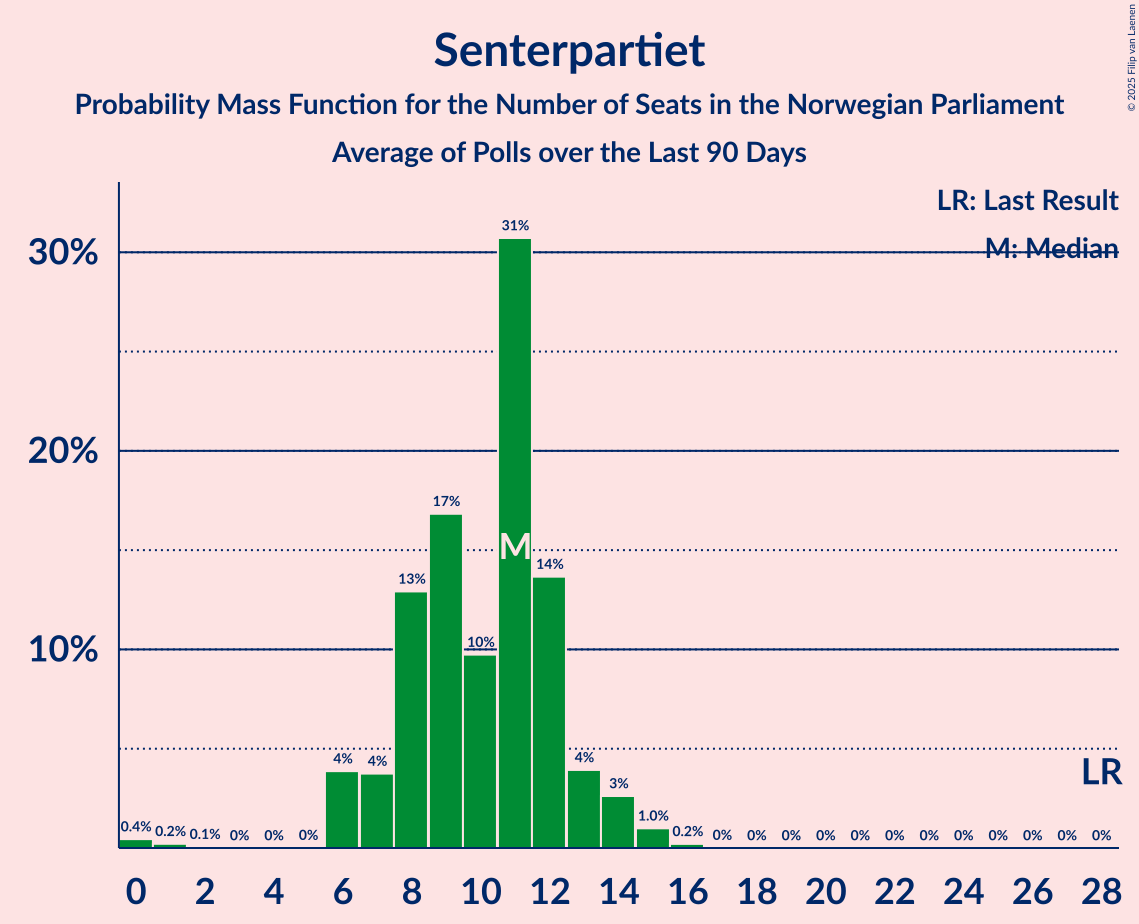 Senterpartiet
Probability Mass Function for the Number of Seats in the Norwegian Parliament
Average of Polls over the Last 90 Days
© 2025 Filip van Laenen
LR: Last Result
M: Median
30%
20%
10%
0.4% 0.2% 0.1% 0% 0% 0% 4% 4% 13% 17% 10% 31% 14% 4% 3% 1.0% 0.2% 0% 0% 0% 0% 0% 0% 0% 0% 0% 0% 0% 0%
M
LR
0 2 4 6 8 10 12 14 16 18 20 22 24 26 28